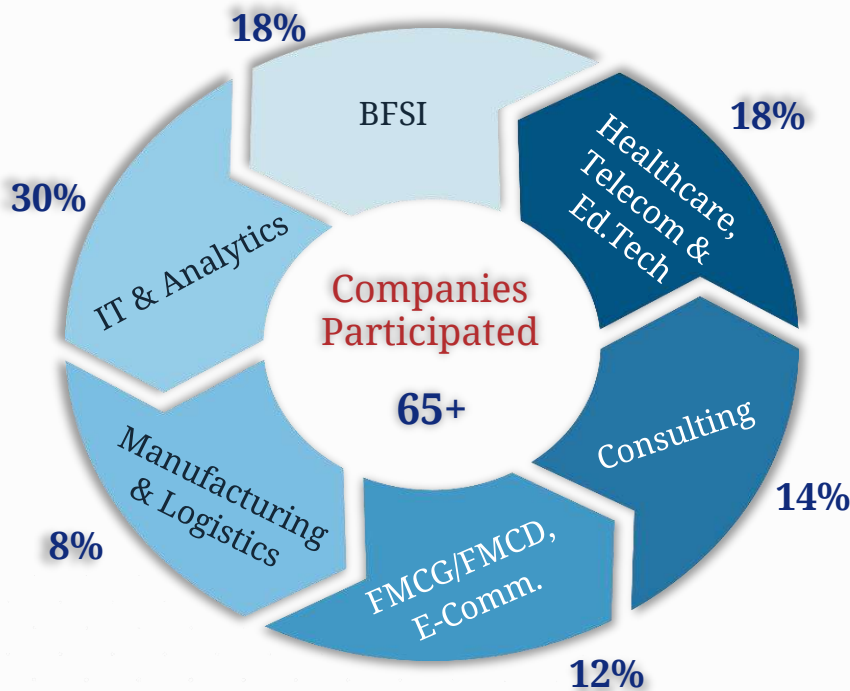 18%
BFSI
18%
Healthcare,
Telecom &
Ed.Tech
30%
IT & Analytics
Companies
Participated
65+
Consulting
14%
Manufacturing
& Logistics
8%
FMCG/FMCD,
E-Comm.
12%